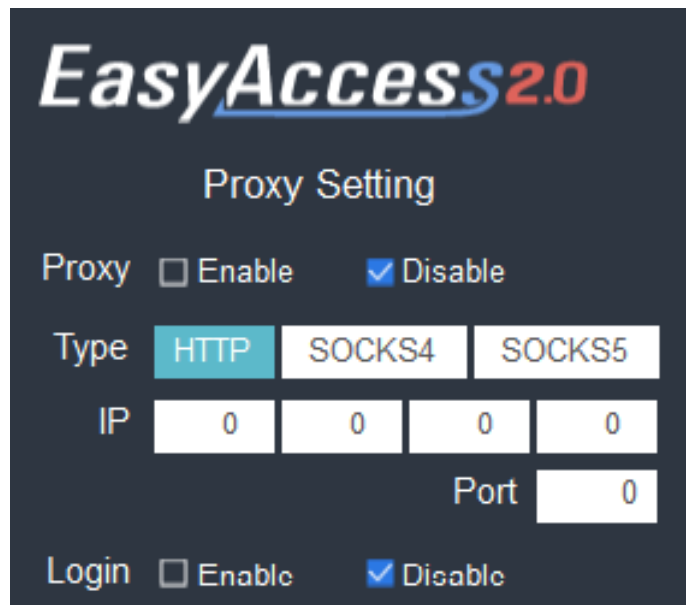 EasyAccess2.0
Proxy Setting
Proxy Enable Disable
Type HTTP SOCKS4 SOCKS5
IP 0 0 0 0
Port 0
Login Enable Disable